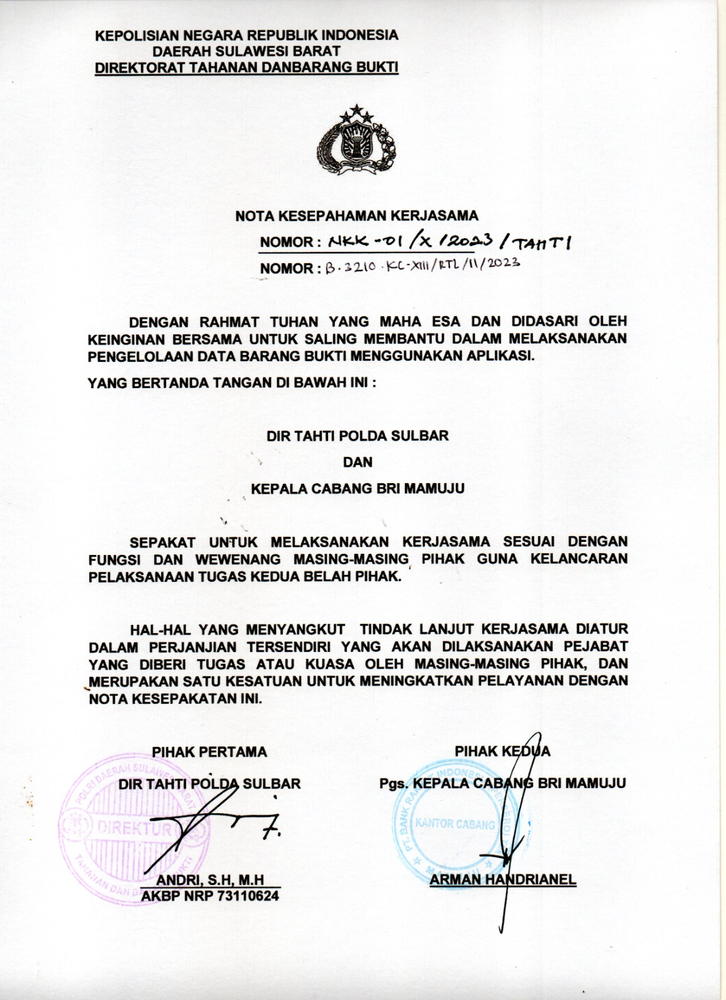 KEPOLISIAN NEGARA REPUBLIK INDONESIA
DAERAH SULAWESI BARAT
DIREKTORAT TAHANAN DANBARANG BUKTI
NOTA KESEPAHAMAN KERJASAMA
NOMOR : NKK-01/X/2023/TAHTI
NOMOR : B.3210.KC-XIII/RTL/11/2023
DENGAN RAHMAT TUHAN YANG MAHA ESA DAN DIDASARI OLEH
KEINGINAN BERSAMA UNTUK SALING MEMBANTU DALAM MELAKSANAKAN
PENGELOLAAN DATA BARANG BUKTI MENGGUNAKAN APLIKASI.
YANG BERTANDA TANGAN DI BAWAH INI :
DIR TAHTI POLDA SULBAR
DAN
KEPALA CABANG BRI MAMUJU
SEPAKAT UNTUK MELAKSANAKAN KERJASAMA SESUAI DENGAN
FUNGSI DAN WEWENANG MASING-MASING PIHAK GUNA KELANCARAN
PELAKSANAAN TUGAS KEDUA BELAH PIHAK.
HAL-HAL YANG MENYANGKUT TINDAK LANJUT KERJASAMA DIATUR
DALAM PERJANJIAN TERSENDIRI YANG AKAN DILAKSANAKAN PEJABAT
YANG DIBERI TUGAS ATAU KUASA OLEH MASING-MASING PIHAK, DAN
MERUPAKAN SATU KESATUAN UNTUK MENINGKATKAN PELAYANAN DENGAN
NOTA KESEPAKATAN INI.
PIHAK PERTAMA
DIR TAHTI POLDA SULBAR
POLRI DAERAH SULAWESI BARAT
DIREKTUR
TAHANAN DAN BARANG BUKTI
ANDRI, S.H, M.H
AKBP NRP 73110624
PIHAK KEDUA
Pgs. KEPALA CABANG BRI MAMUJU
PT. BANK RAKYAT INDONESIA (PERSERO)
KANTOR CABANG
MAMUJU
ARMAN HANDRIANEL